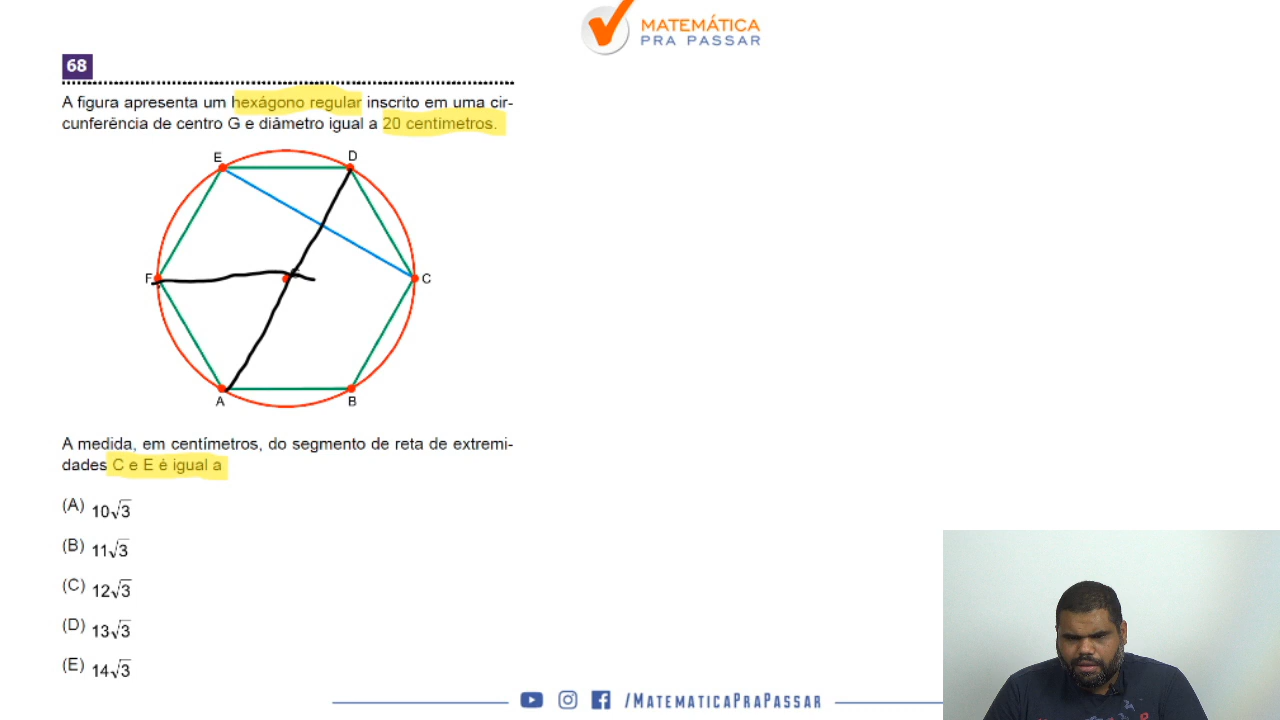 MATEMÁTICA
PRA PASSAR
68
A figura apresenta um hexágono regular inscrito em uma cir-
cunferência de centro G e diâmetro igual a 20 centímetros.
E
D
F
C
A
B
A medida, em centímetros, do segmento de reta de extremi-
dades C e E é igual a
(A) 10√3
(B) 11√3
(C) 12√3
(D) 13√3
(E) 14√3
/MATEMATICAPRAPASSAR